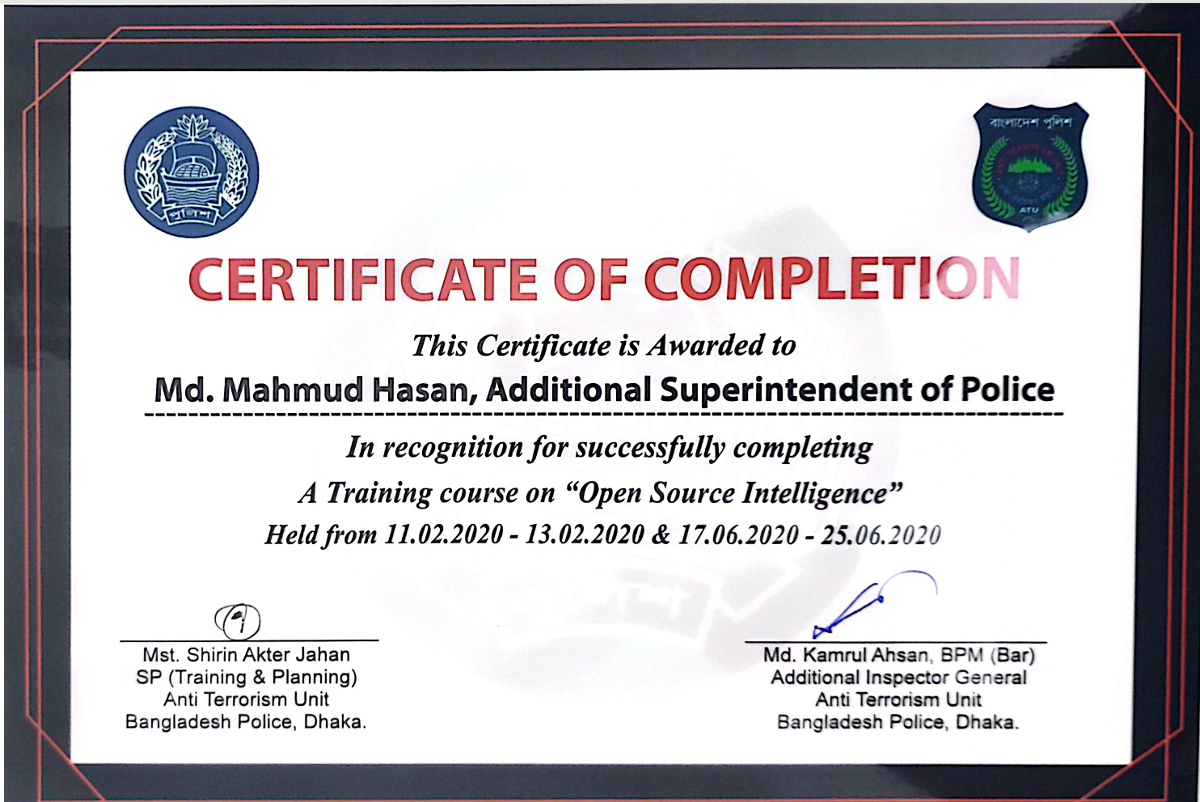 পুলিশ
বাংলাদেশ পুলিশ
ATU
CERTIFICATE OF COMPLETION
This Certificate is Awarded to
Md. Mahmud Hasan, Additional Superintendent of Police
In recognition for successfully completing
A Training course on “Open Source Intelligence”
Held from 11.02.2020 - 13.02.2020 & 17.06.2020 - 25.06.2020
Mst. Shirin Akter Jahan
SP (Training & Planning)
Anti Terrorism Unit
Bangladesh Police, Dhaka.
Md. Kamrul Ahsan, BPM (Bar)
Additional Inspector General
Anti Terrorism Unit
Bangladesh Police, Dhaka.